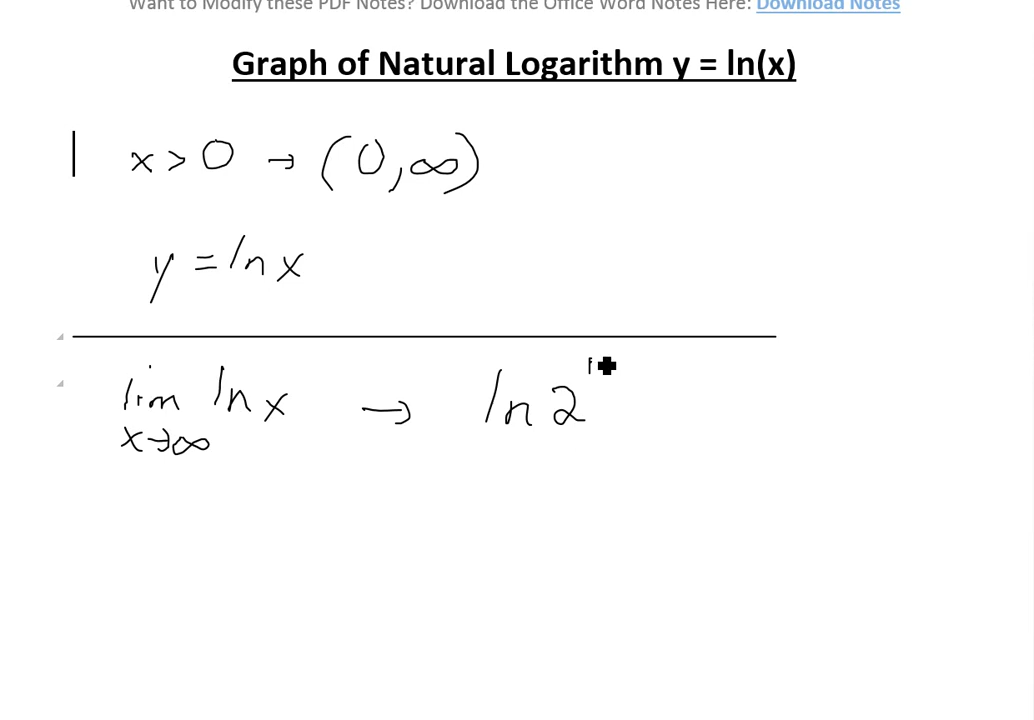 Want to Modify these PDF Notes? Download the Office Word Notes Here: Download Notes
Graph of Natural Logarithm y = ln(x)
x > 0 → (0, ∞)
y = ln x
lim ln x → ln 2
x→∞